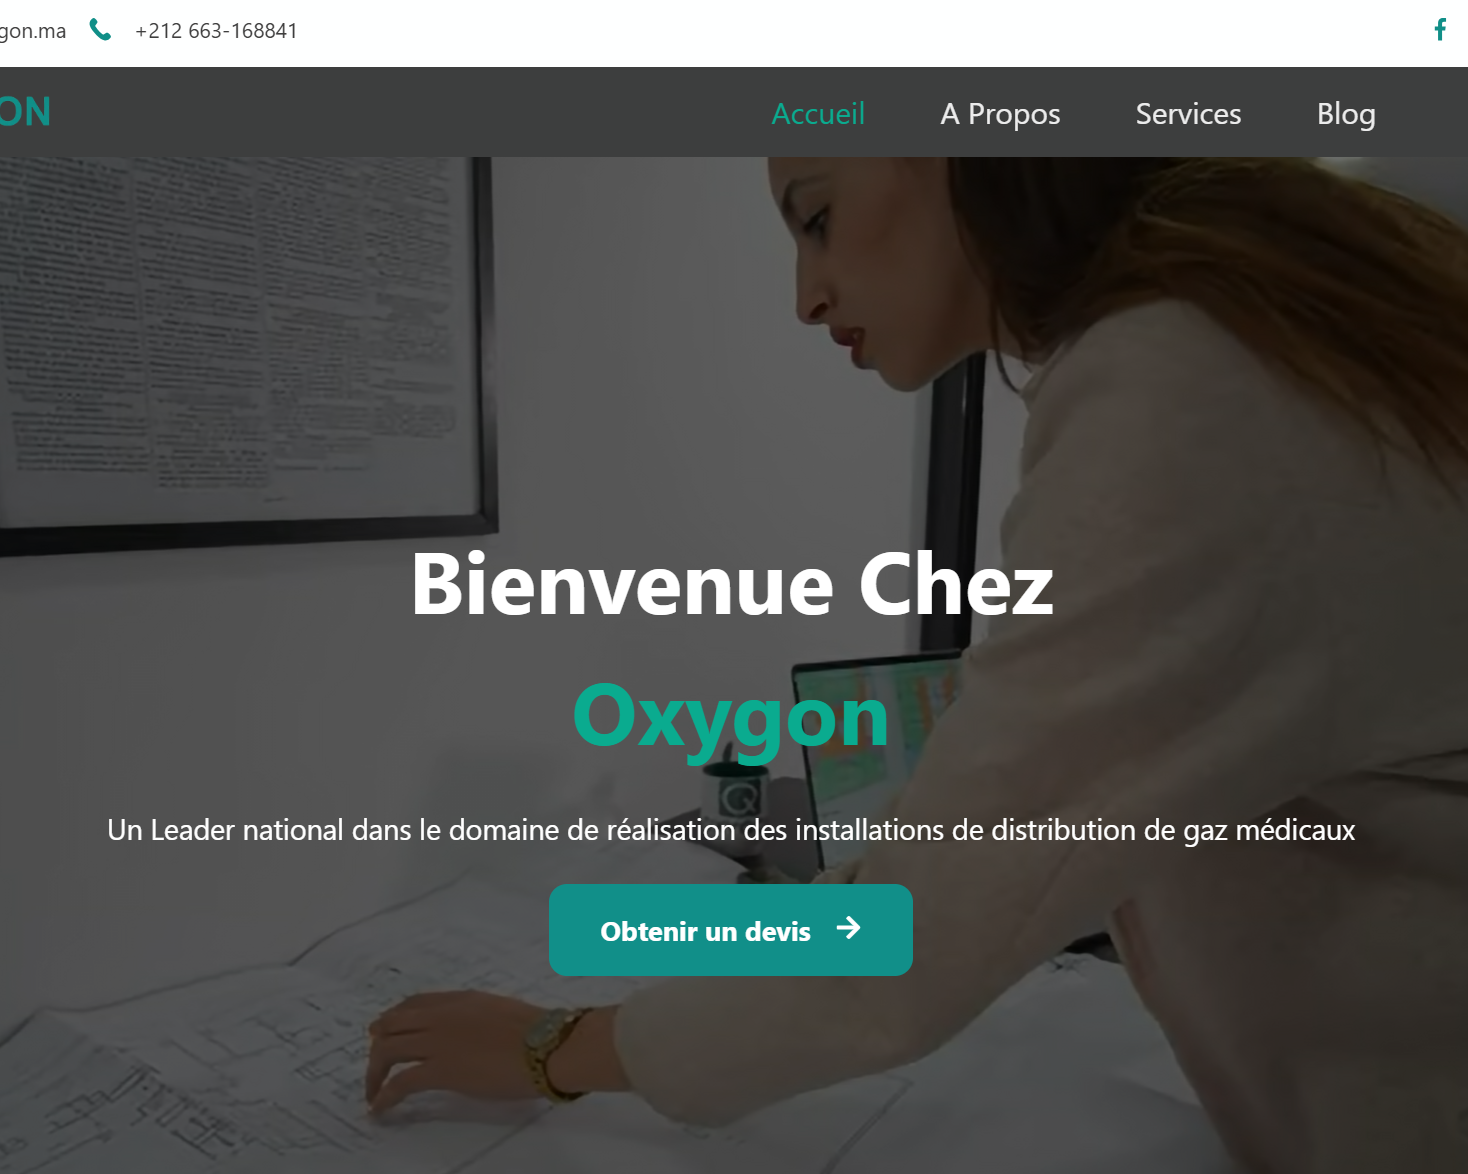 gon.ma +212 663-168841
ON
Accueil A Propos Services Blog
Bienvenue Chez
Oxygon
Un Leader national dans le domaine de réalisation des installations de distribution de gaz médicaux
Obtenir un devis